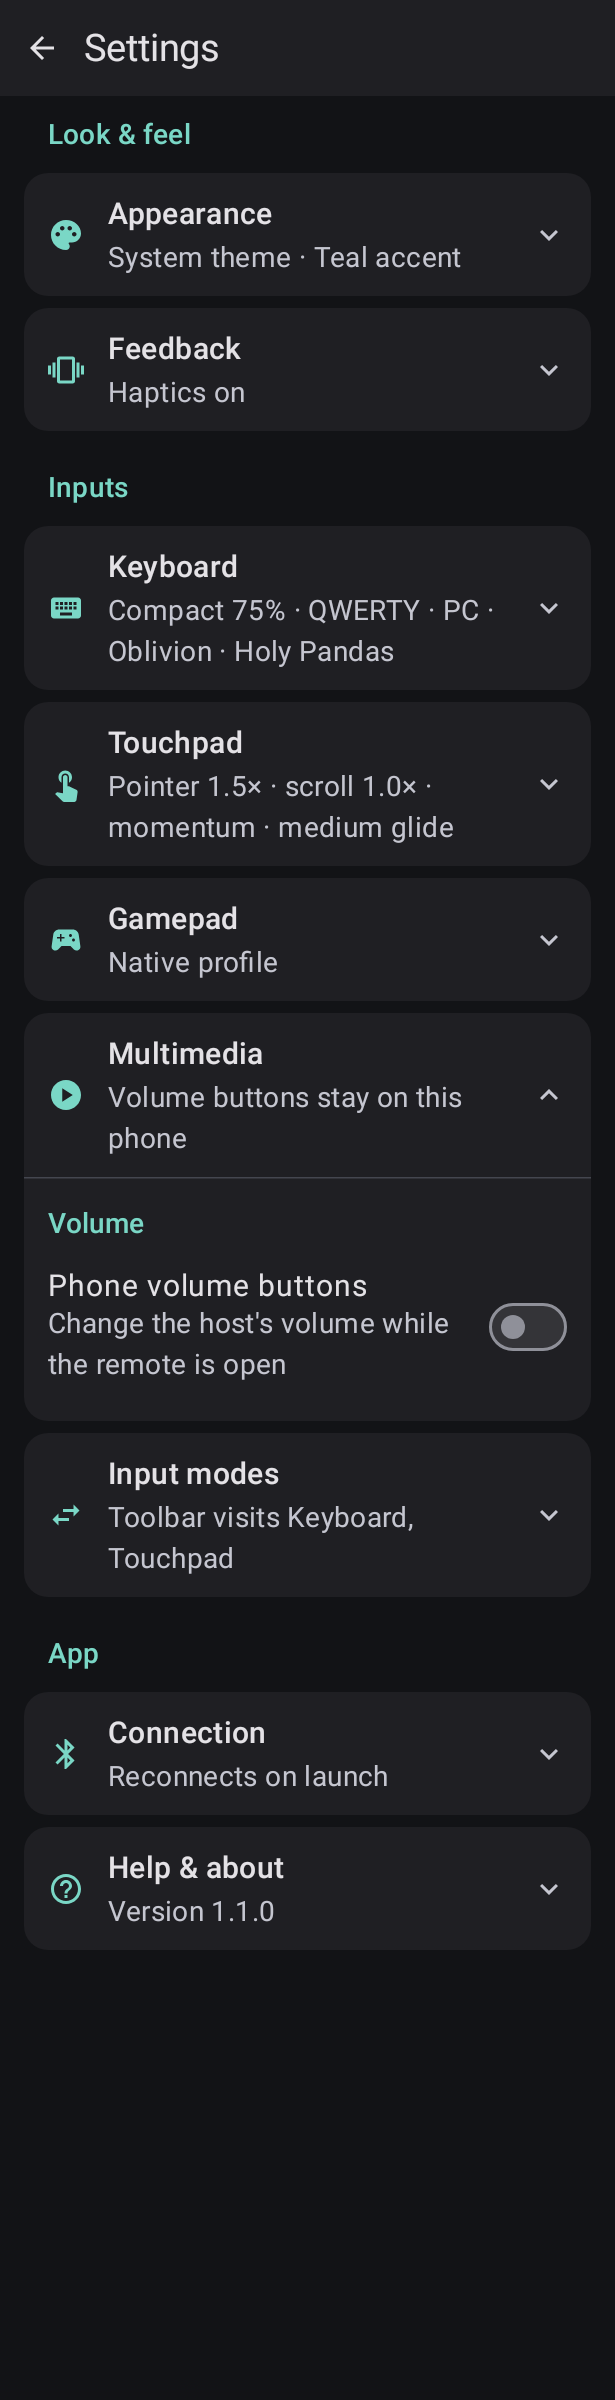 Settings
Look & feel
Appearance
System theme · Teal accent
Feedback
Haptics on
Inputs
Keyboard
Compact 75% · QWERTY · PC ·
Oblivion · Holy Pandas
Touchpad
Pointer 1.5× · scroll 1.0× ·
momentum · medium glide
Gamepad
Native profile
Multimedia
Volume buttons stay on this
phone
Volume
Phone volume buttons
Change the host's volume while
the remote is open
Input modes
Toolbar visits Keyboard,
Touchpad
App
Connection
Reconnects on launch
Help & about
Version 1.1.0